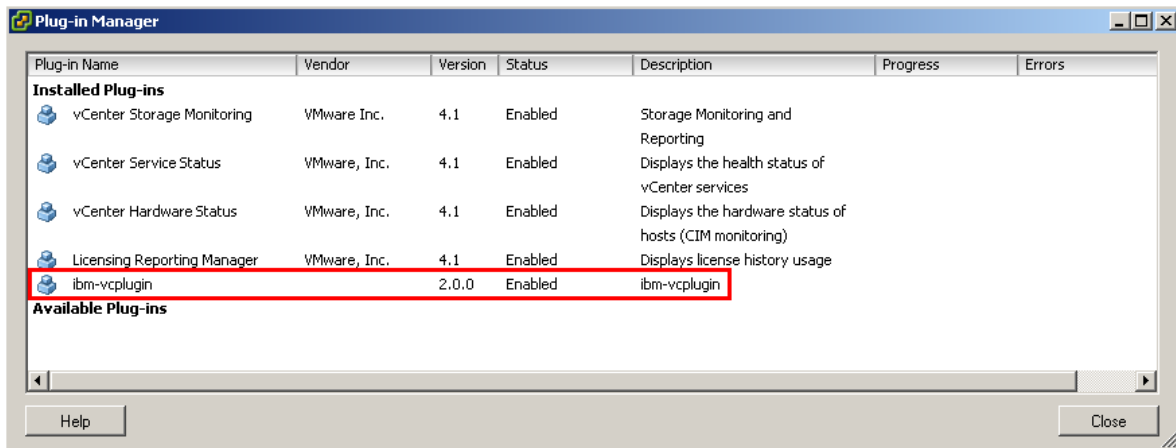 Plug-in Manager
Plug-in Name Vendor Version Status Description Progress Errors
Installed Plug-ins
vCenter Storage Monitoring VMware Inc. 4.1 Enabled Storage Monitoring and
Reporting
vCenter Service Status VMware, Inc. 4.1 Enabled Displays the health status of
vCenter services
vCenter Hardware Status VMware, Inc. 4.1 Enabled Displays the hardware status of
hosts (CIM monitoring)
Licensing Reporting Manager VMware, Inc. 4.1 Enabled Displays license history usage
ibm-vcplugin 2.0.0 Enabled ibm-vcplugin
Available Plug-ins
Help Close